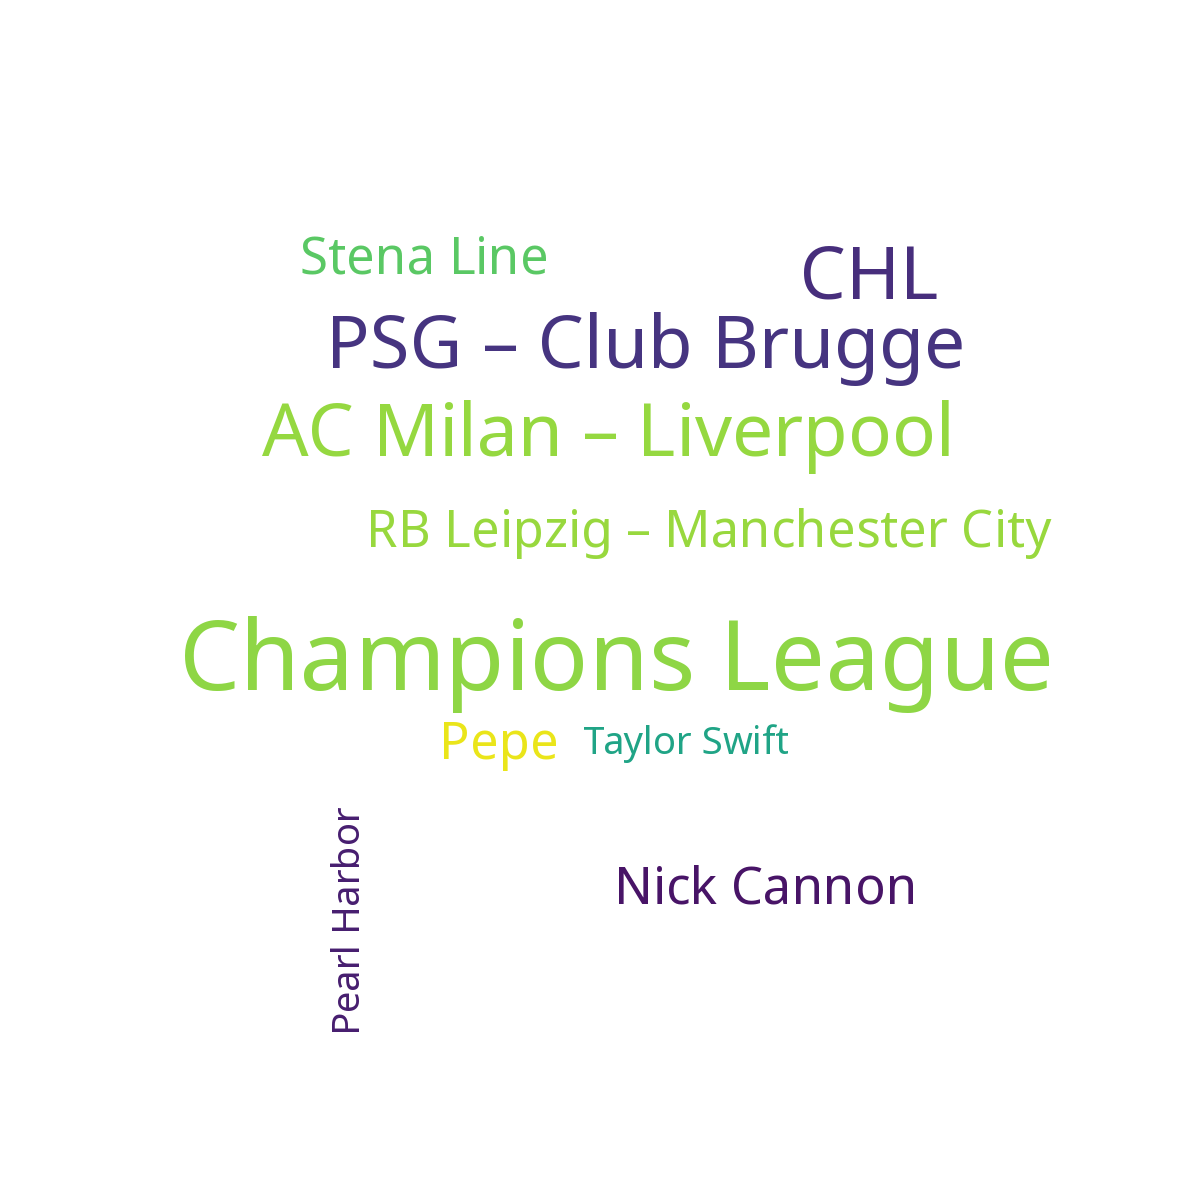 Stena Line
CHL
PSG – Club Brugge
AC Milan – Liverpool
RB Leipzig – Manchester City
Champions League
Pepe
Taylor Swift
Pearl Harbor
Nick Cannon